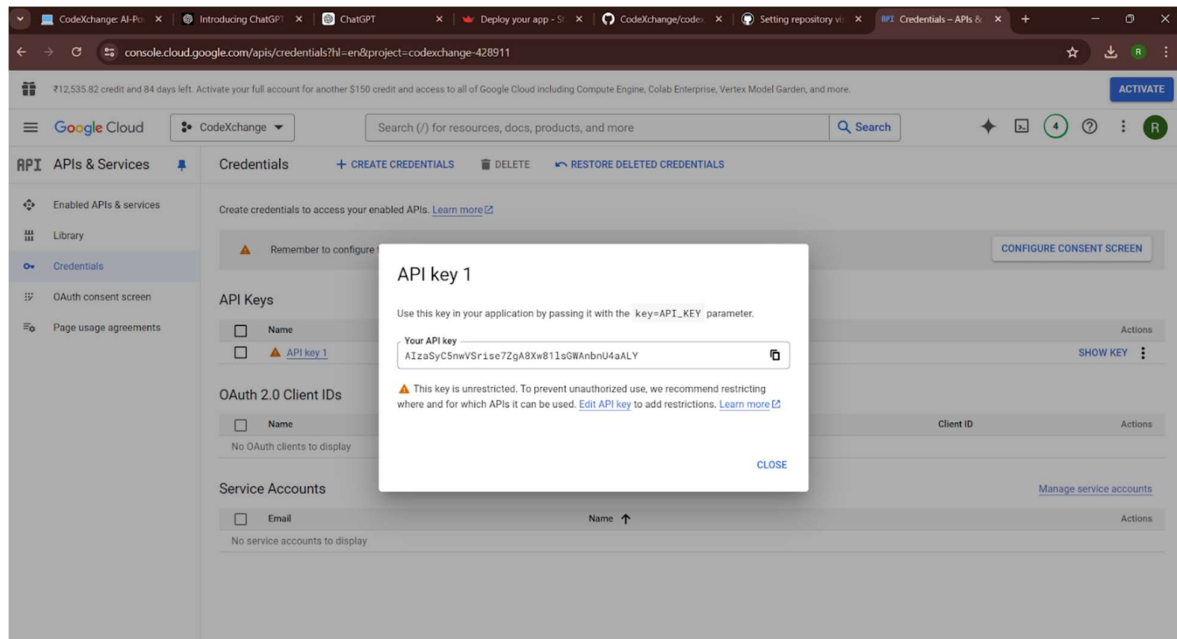 CodeXchange: AI-Po
Introducing ChatGPT
ChatGPT
Deploy your app - S
CodeXchange/codex
Setting repository vi
API Credentials – APIs &
console.cloud.google.com/apis/credentials?hl=en&project=codexchange-428911
R
₹12,535.82 credit and 84 days left. Activate your full account for another $150 credit and access to all of Google Cloud including Compute Engine, Colab Enterprise, Vertex Model Garden, and more.
ACTIVATE
Google Cloud
CodeXchange
Search (/) for resources, docs, products, and more
Search
4
R
API APIs & Services
Credentials
+ CREATE CREDENTIALS
DELETE
RESTORE DELETED CREDENTIALS
Enabled APIs & services
Library
Credentials
OAuth consent screen
Page usage agreements
Create credentials to access your enabled APIs. Learn more
Remember to configure
CONFIGURE CONSENT SCREEN
API Keys
Name
Actions
API key 1
SHOW KEY
OAuth 2.0 Client IDs
Name
Client ID
Actions
No OAuth clients to display
Service Accounts
Manage service accounts
Email
Name
Actions
No service accounts to display
API key 1
Use this key in your application by passing it with the key=API_KEY parameter.
Your API key
AIzaSyC5nwVSrise7ZgA8Xw81lsGWAnbnU4aALY
This key is unrestricted. To prevent unauthorized use, we recommend restricting
where and for which APIs it can be used. Edit API key to add restrictions. Learn more
CLOSE